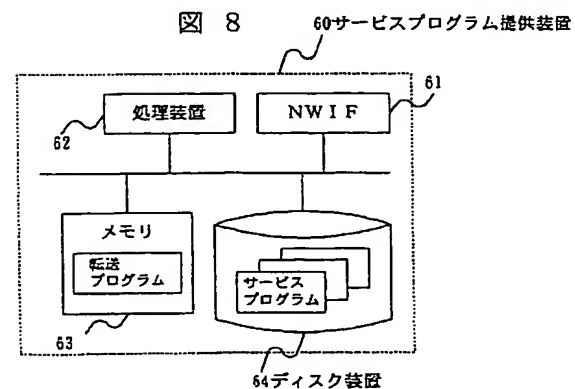 図 8
60サービスプログラム提供装置
処理装置
NWIF
61
62
メモリ
転送
プログラム
サービス
プログラム
63
64ディスク装置